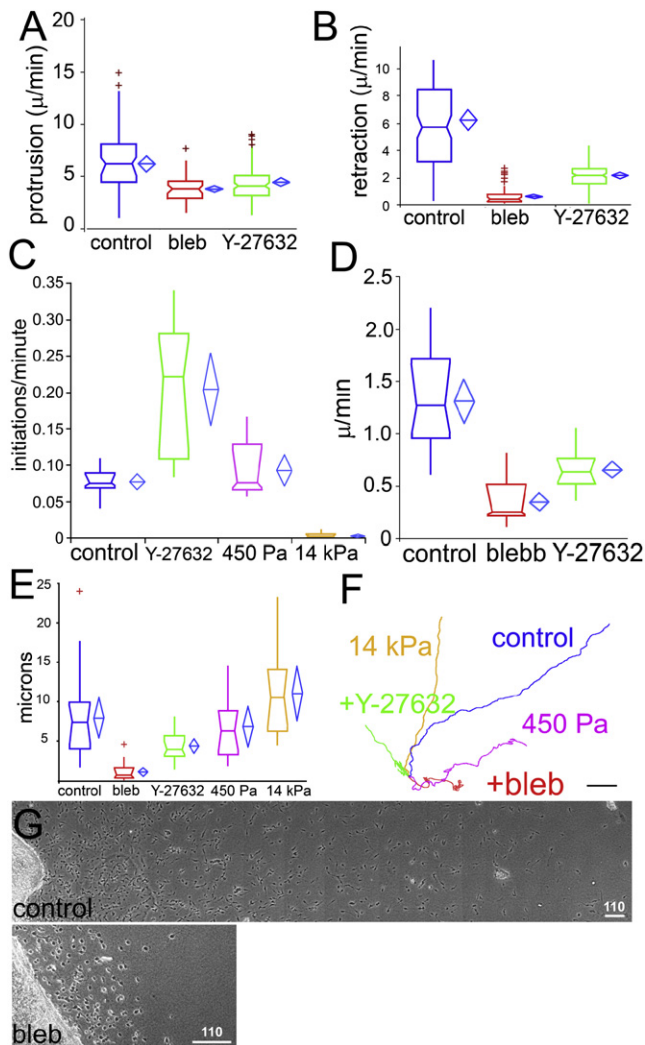 A
protrusion (μ/min)
20
15
10
5
0
control bleb Y-27632
B
retraction (μ/min)
10
8
6
4
2
0
control bleb Y-27632
C
initiations/minute
0.35
0.30
0.25
0.20
0.15
0.10
0.05
0
control Y-27632 450 Pa 14 kPa
D
μ/min
2.5
2.0
1.5
1.0
0.5
0
control blebb Y-27632
E
microns
25
20
15
10
5
control bleb Y-27632 450 Pa 14 kPa
F
14 kPa
control
+Y-27632
450 Pa
+bleb
G
control
110
bleb
110